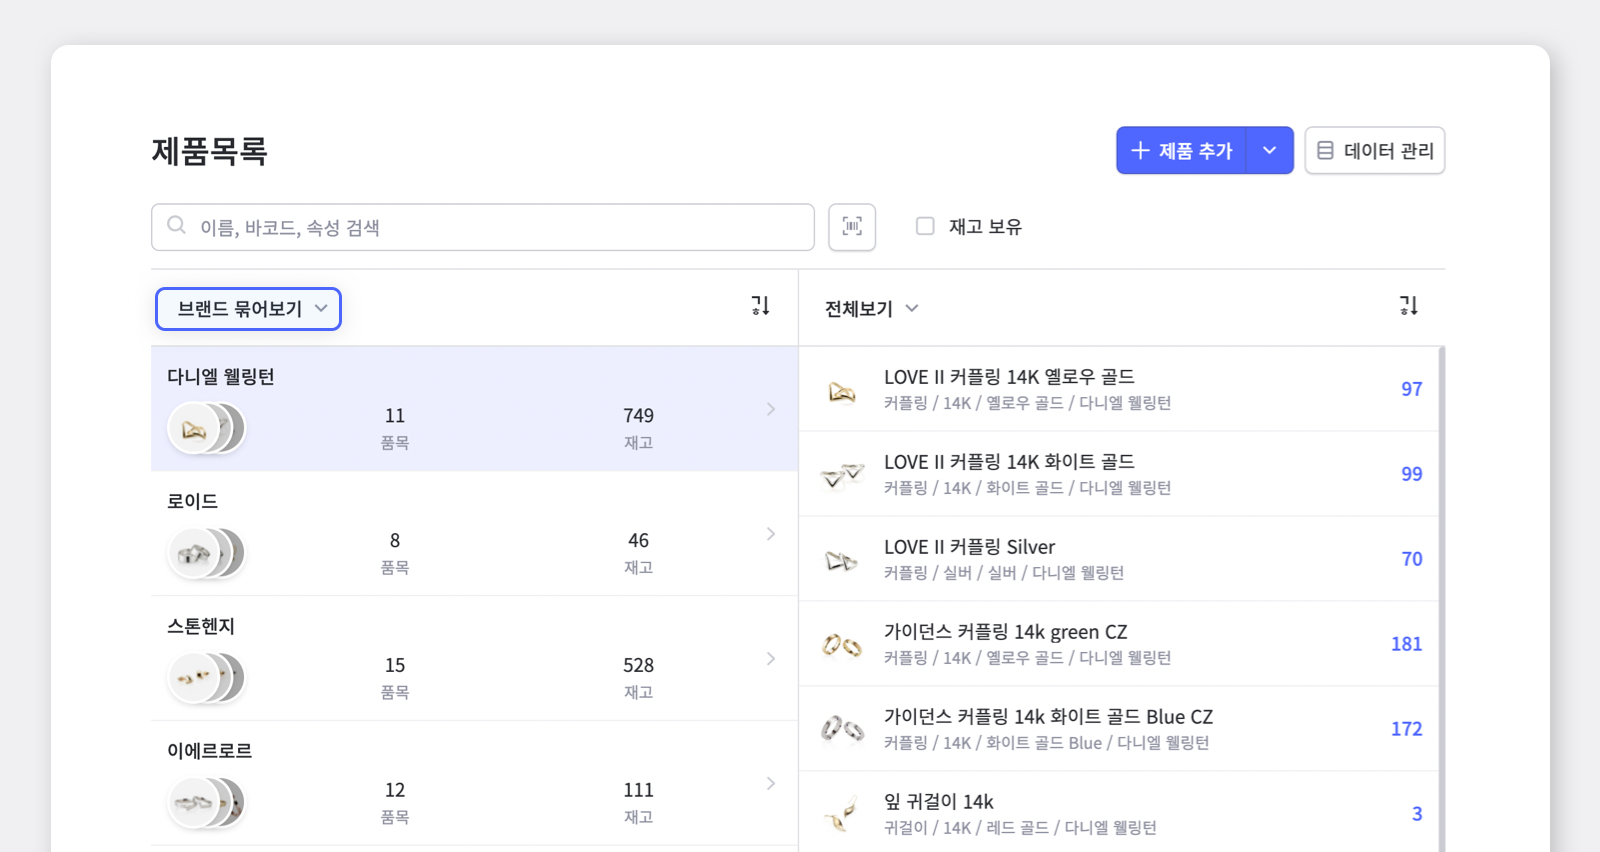 제품목록
제품 추가
데이터 관리
이름, 바코드, 속성 검색
재고 보유
브랜드 묶어보기
전체보기
다니엘 웰링턴
11
품목
749
재고
로이드
8
품목
46
재고
스톤헨지
15
품목
528
재고
이에르로르
12
품목
111
재고
LOVE II 커플링 14K 옐로우 골드
97
커플링 / 14K / 옐로우 골드 / 다니엘 웰링턴
LOVE II 커플링 14K 화이트 골드
99
커플링 / 14K / 화이트 골드 / 다니엘 웰링턴
LOVE II 커플링 Silver
70
커플링 / 실버 / 실버 / 다니엘 웰링턴
가이던스 커플링 14k green CZ
181
커플링 / 14K / 옐로우 골드 / 다니엘 웰링턴
가이던스 커플링 14k 화이트 골드 Blue CZ
172
커플링 / 14K / 화이트 골드 Blue / 다니엘 웰링턴
잎 귀걸이 14k
3
귀걸이 / 14K / 레드 골드 / 다니엘 웰링턴